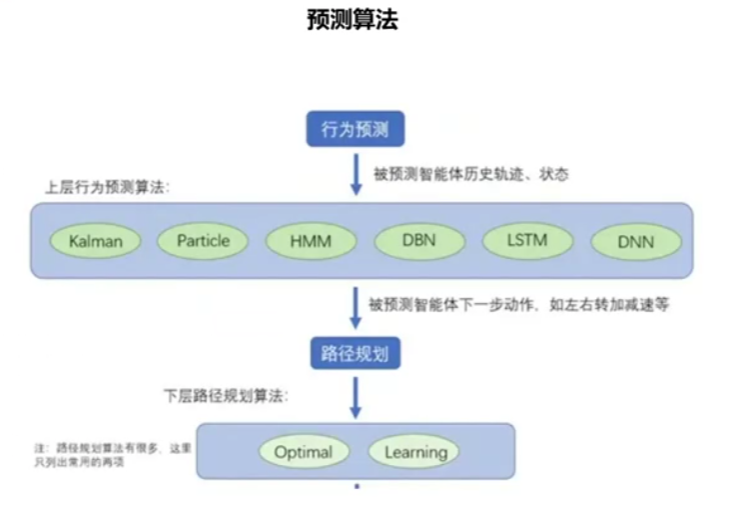 预测算法
行为预测
被预测智能体历史轨迹、状态
上层行为预测算法：
Kalman
Particle
HMM
DBN
LSTM
DNN
被预测智能体下一步动作，如左右转加减速等
路径规划
下层路径规划算法：
注：路径规划算法有很多，这里
只列出常用的两项
Optimal
Learning